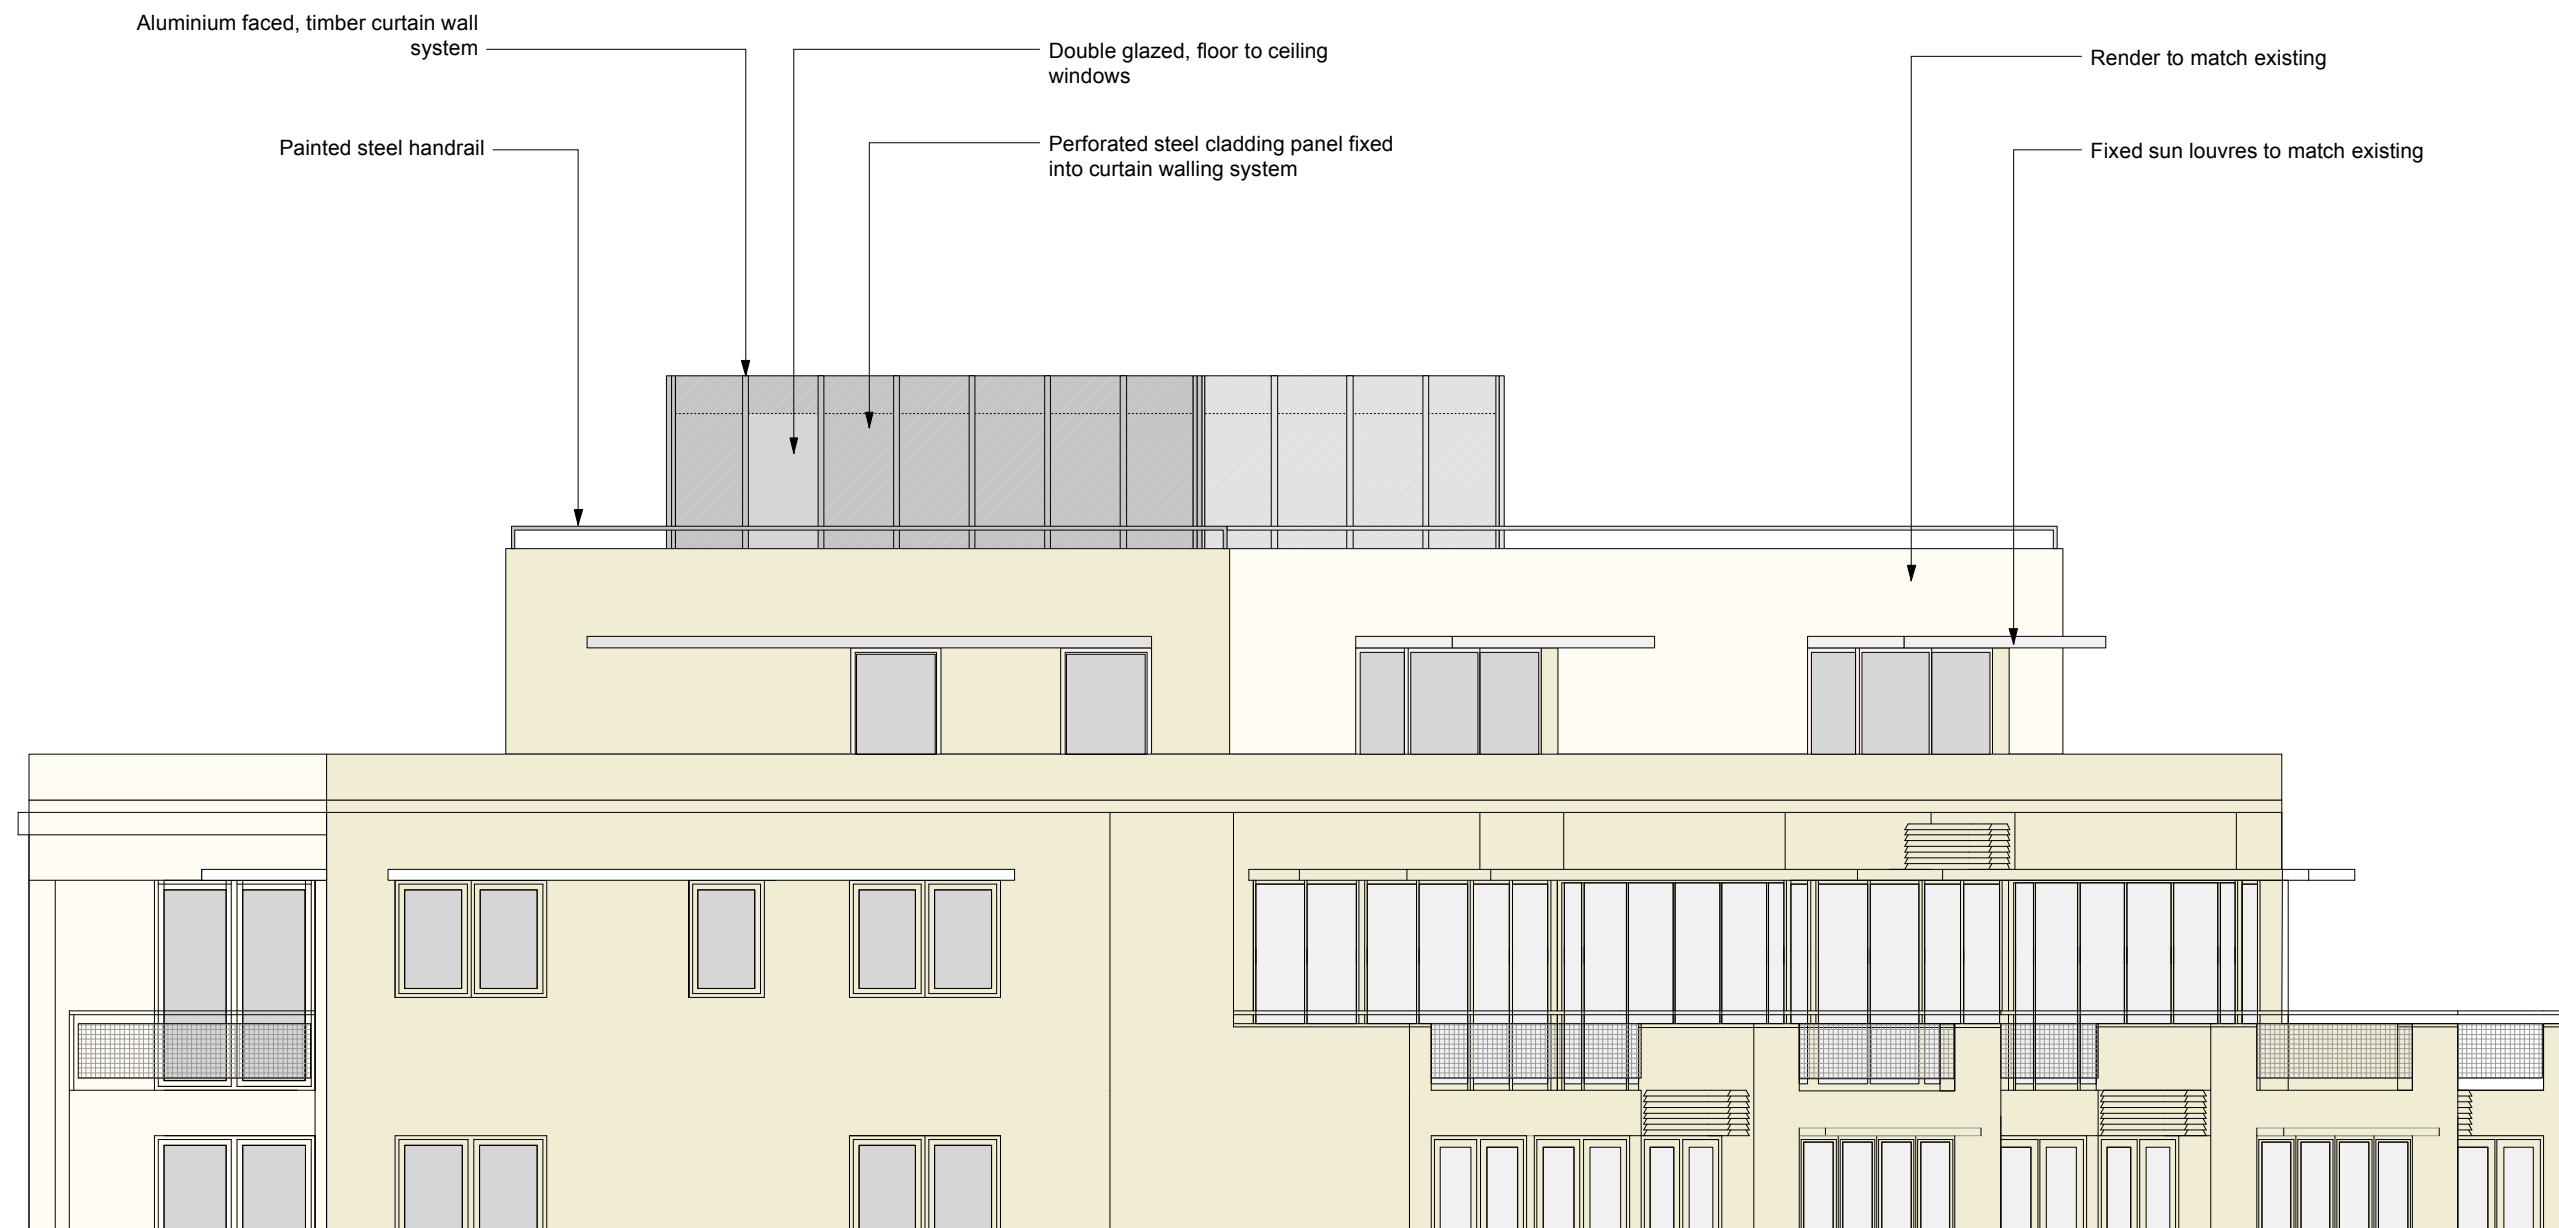 Aluminium faced, timber curtain wall
system
Double glazed, floor to ceiling
windows
Render to match existing
Painted steel handrail
Perforated steel cladding panel fixed
into curtain walling system
Fixed sun louvres to match existing